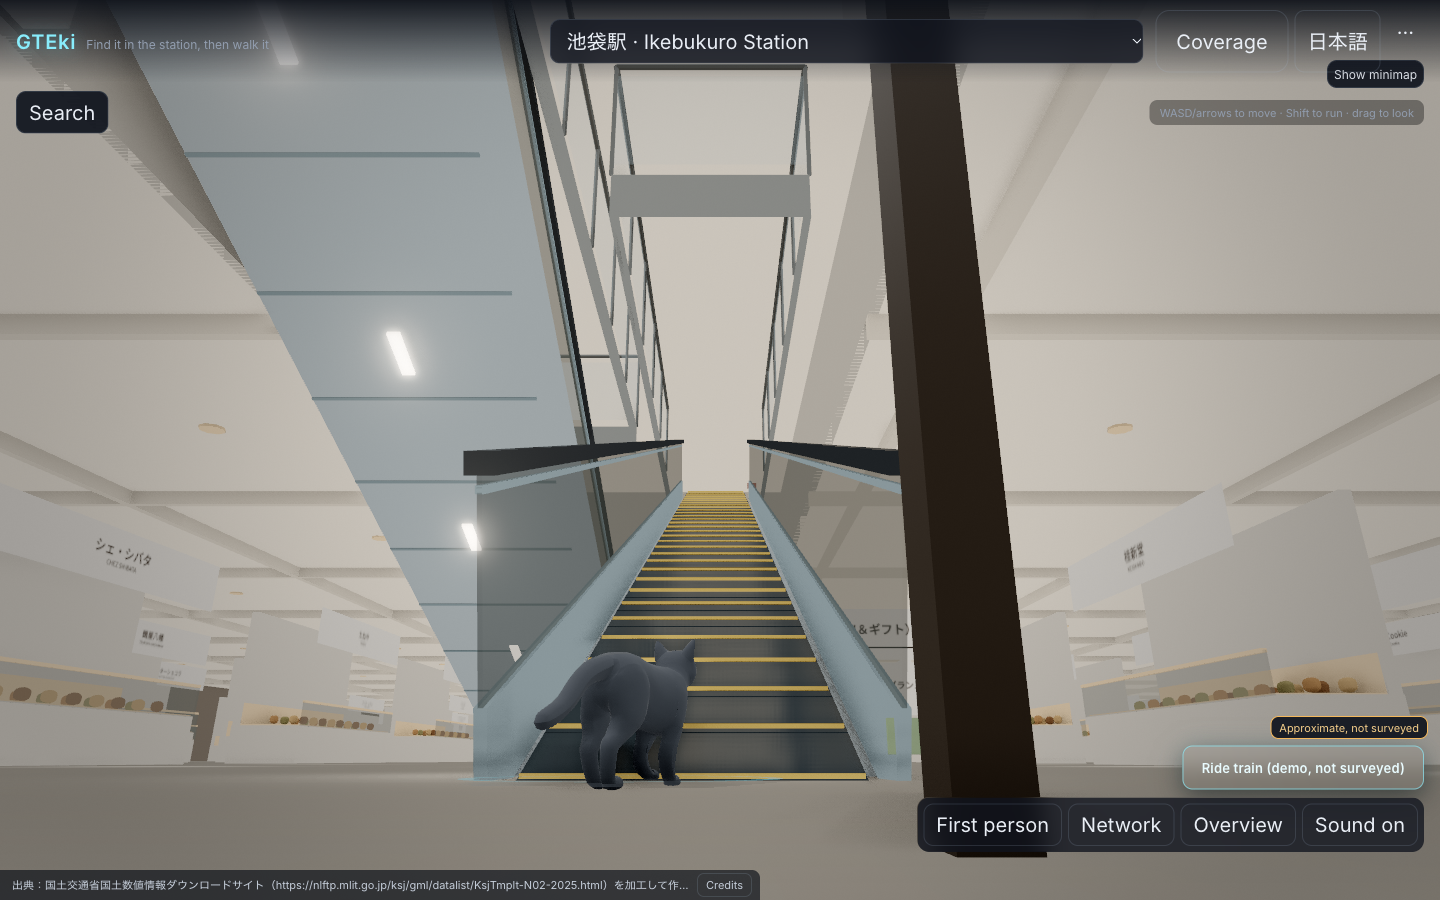 GTEki Find it in the station, then walk it
池袋駅 · Ikebukuro Station
Coverage
日本語
...
Show minimap
Search
WASD/arrows to move · Shift to run · drag to look
シェ・シバタ
CHEZ SHIBATA
&ギフト)
Cookie
Approximate, not surveyed
Ride train (demo, not surveyed)
First person
Network
Overview
Sound on
出典：国土交通省国土数値情報ダウンロードサイト（https://nlftp.mlit.go.jp/ksj/gml/datalist/KsjTmplt-N02-2025.html）を加工して作...
Credits